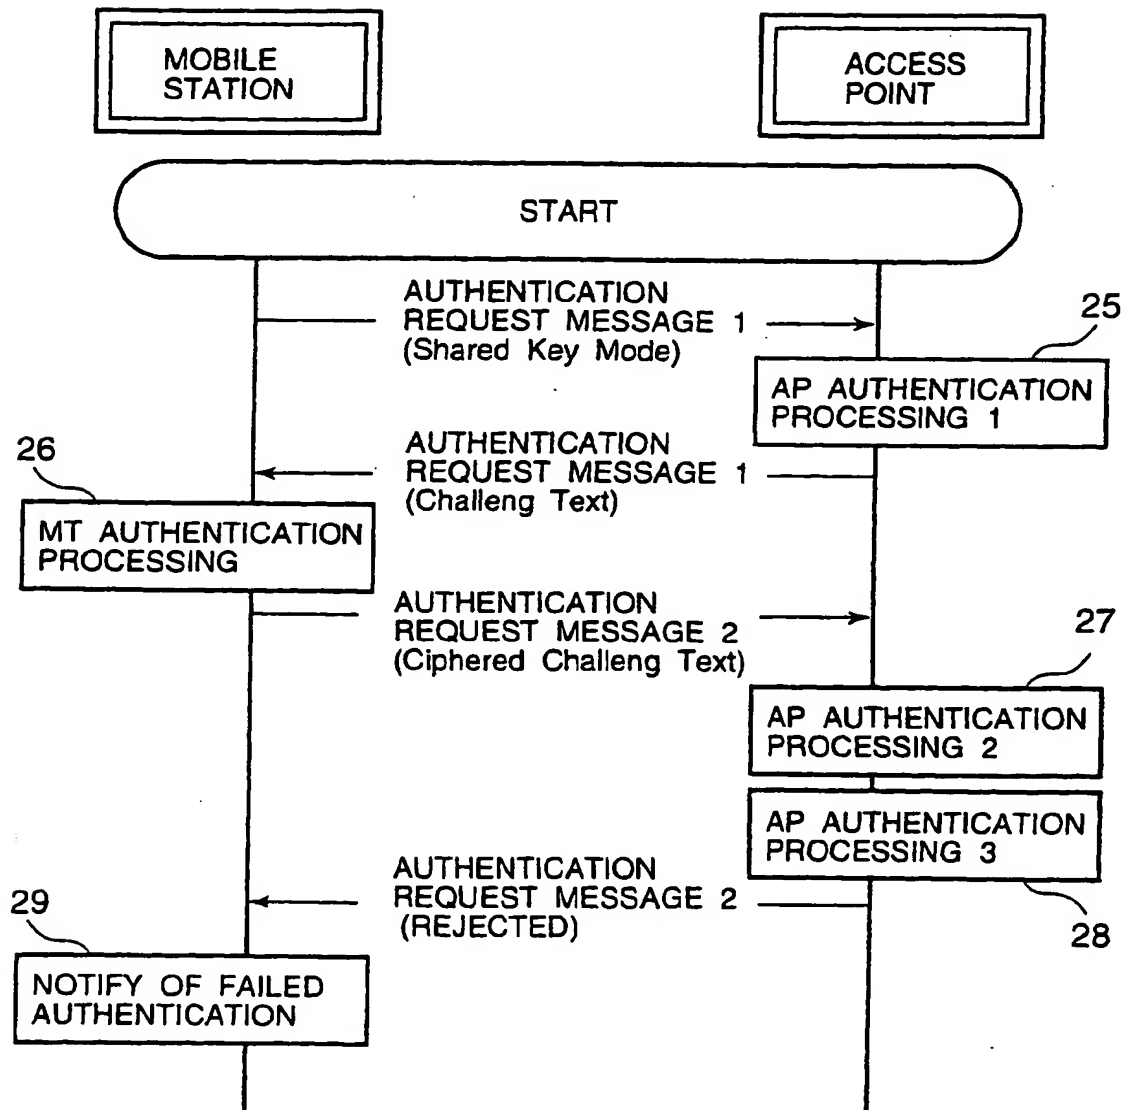 MOBILE
STATION
ACCESS
POINT
START
AUTHENTICATION
REQUEST MESSAGE 1
(Shared Key Mode)
25
AP AUTHENTICATION
PROCESSING 1
AUTHENTICATION
REQUEST MESSAGE 1
(Challeng Text)
26
MT AUTHENTICATION
PROCESSING
AUTHENTICATION
REQUEST MESSAGE 2
(Ciphered Challeng Text)
27
AP AUTHENTICATION
PROCESSING 2
AP AUTHENTICATION
PROCESSING 3
28
AUTHENTICATION
REQUEST MESSAGE 2
(REJECTED)
29
NOTIFY OF FAILED
AUTHENTICATION